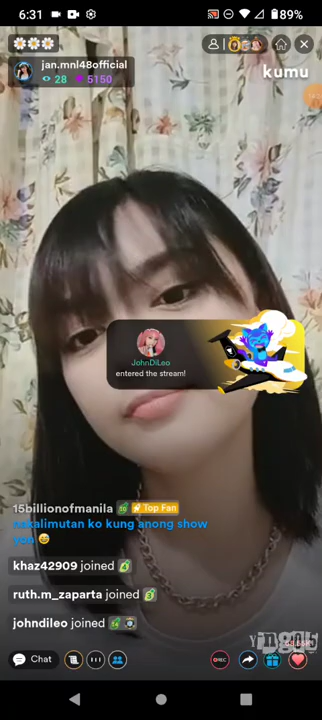 6:31
89%
jan.mnl48official
28 5150
kumu
JohnDiLeo
entered the stream!
15billionofmanila Top Fan
nakalimutan ko kung anong show
khaz42909 joined
ruth.m_zaparta joined
johndileo joined
Chat
REC